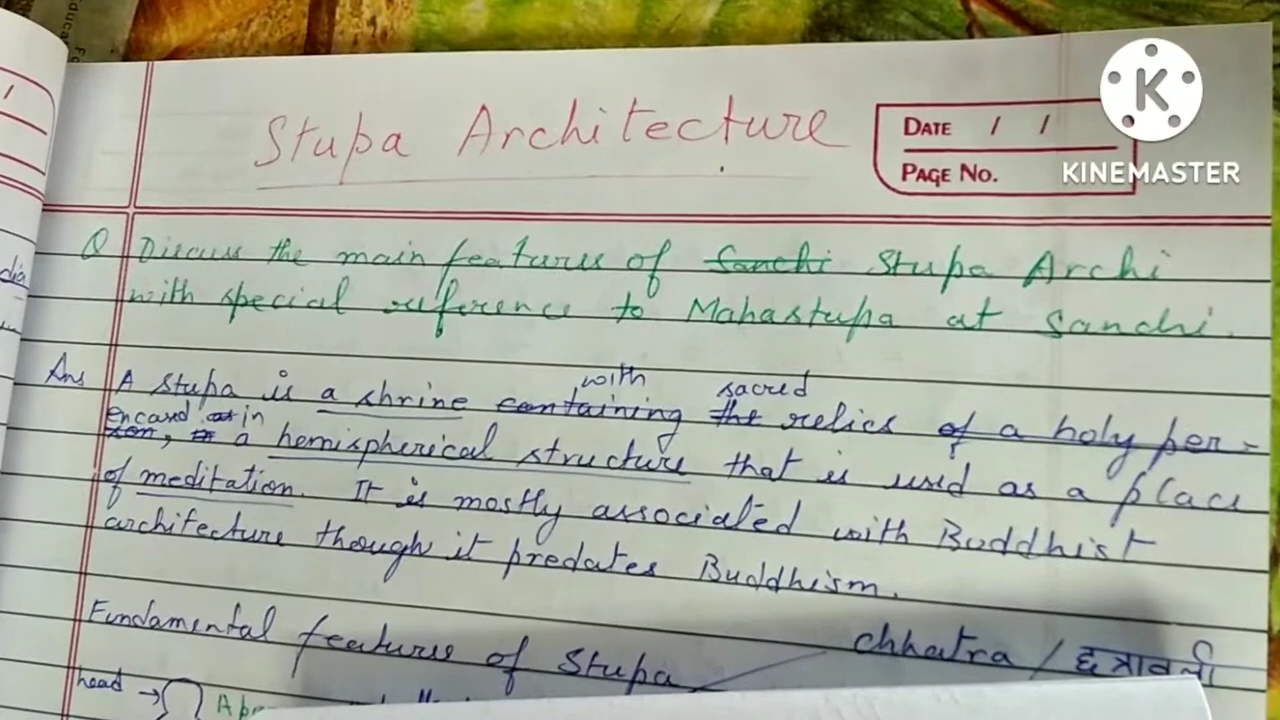 Stupa Architecture
DATE / /
PAGE No.
KINEMASTER
Q Discuss the main features of Sanchi Stupa Archi
with special reference to Mahastupa at Sanchi.
Ans A stupa is a shrine containing with the sacred relics of a holy per-
son, encased as in a hemispherical structure that is used as a place
of meditation. It is mostly associated with Buddhist
architecture though it predates Buddhism.
Fundamental features of Stupa
chhatra / छत्रावली
head →